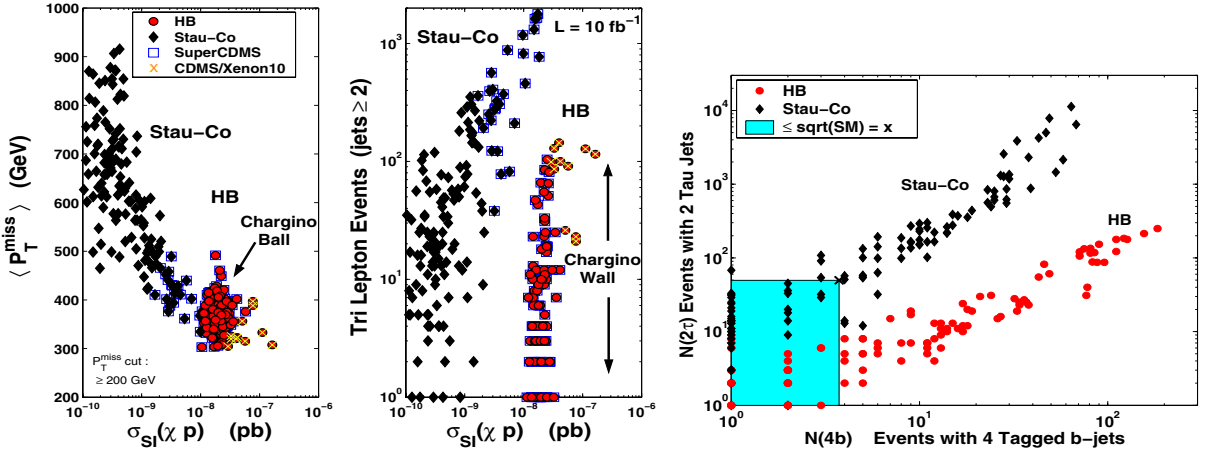 1000
900
800
700
600
500
400
300
200
⟨ P_T^miss ⟩ (GeV)
HB
Stau−Co
SuperCDMS
CDMS/Xenon10
Stau−Co
HB
Chargino
Ball
P_T^miss cut :
≥ 200 GeV
10^−10 10^−9 10^−8 10^−7 10^−6
σ_SI(χ p) (pb)
10^3
10^2
10^1
10^0
Tri Lepton Events (jets ≥ 2)
L = 10 fb^−1
Stau−Co
HB
Chargino
Wall
10^−10 10^−9 10^−8 10^−7 10^−6
σ_SI(χ p) (pb)
10^4
10^3
10^2
10^1
10^0
N(2τ) Events with 2 Tau Jets
HB
Stau−Co
≤ sqrt(SM) = x
Stau−Co
HB
10^0 10^1 10^2
N(4b) Events with 4 Tagged b−jets